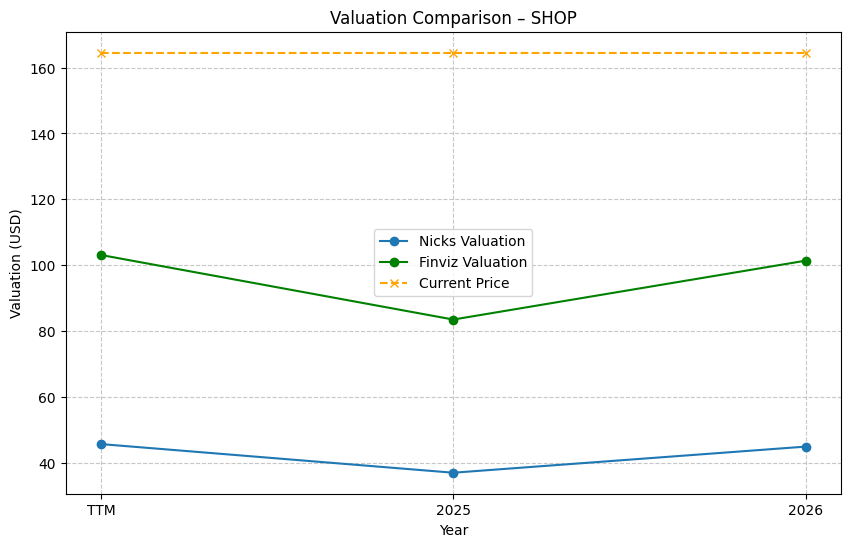 Valuation Comparison – SHOP
Valuation (USD)
160
140
120
100
80
60
40
Nicks Valuation
Finviz Valuation
Current Price
TTM
2025
2026
Year